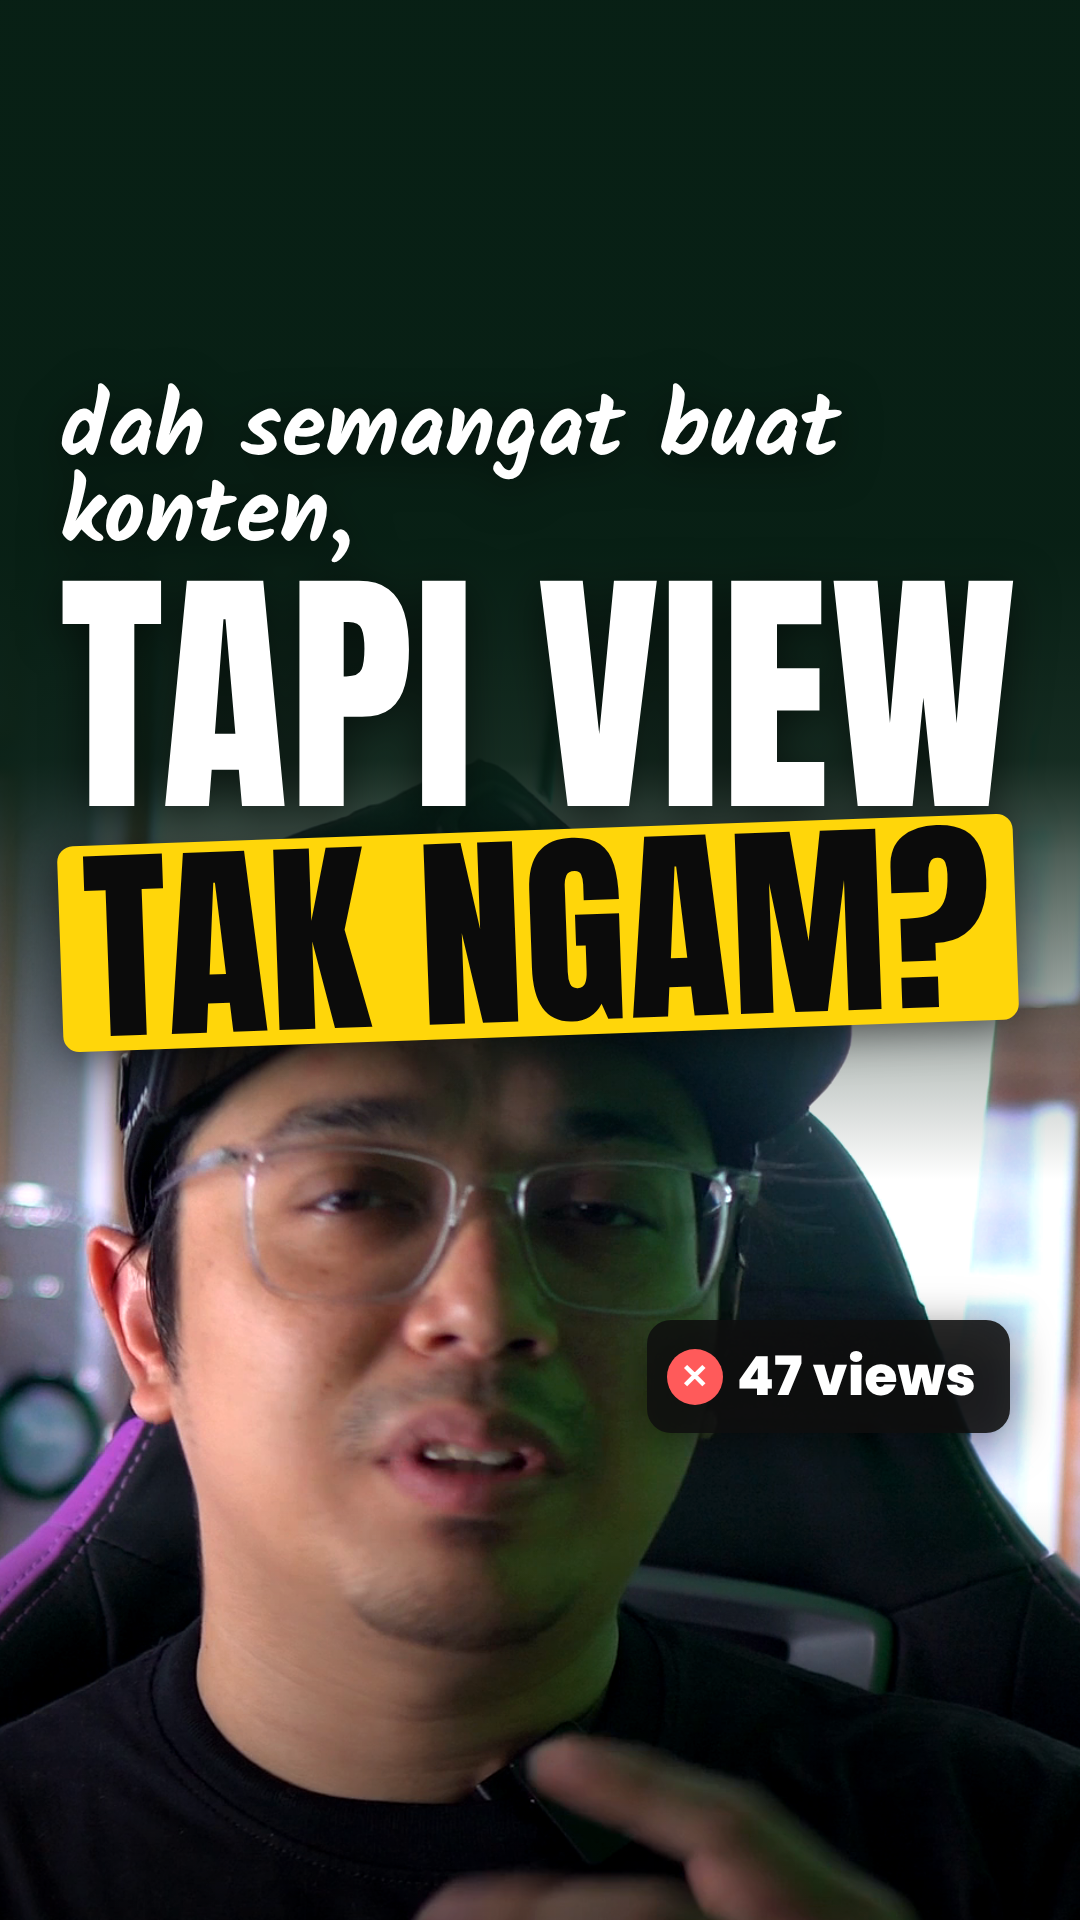 dah semangat buat
konten,
TAPI VIEW
TAK NGAM?
47 views